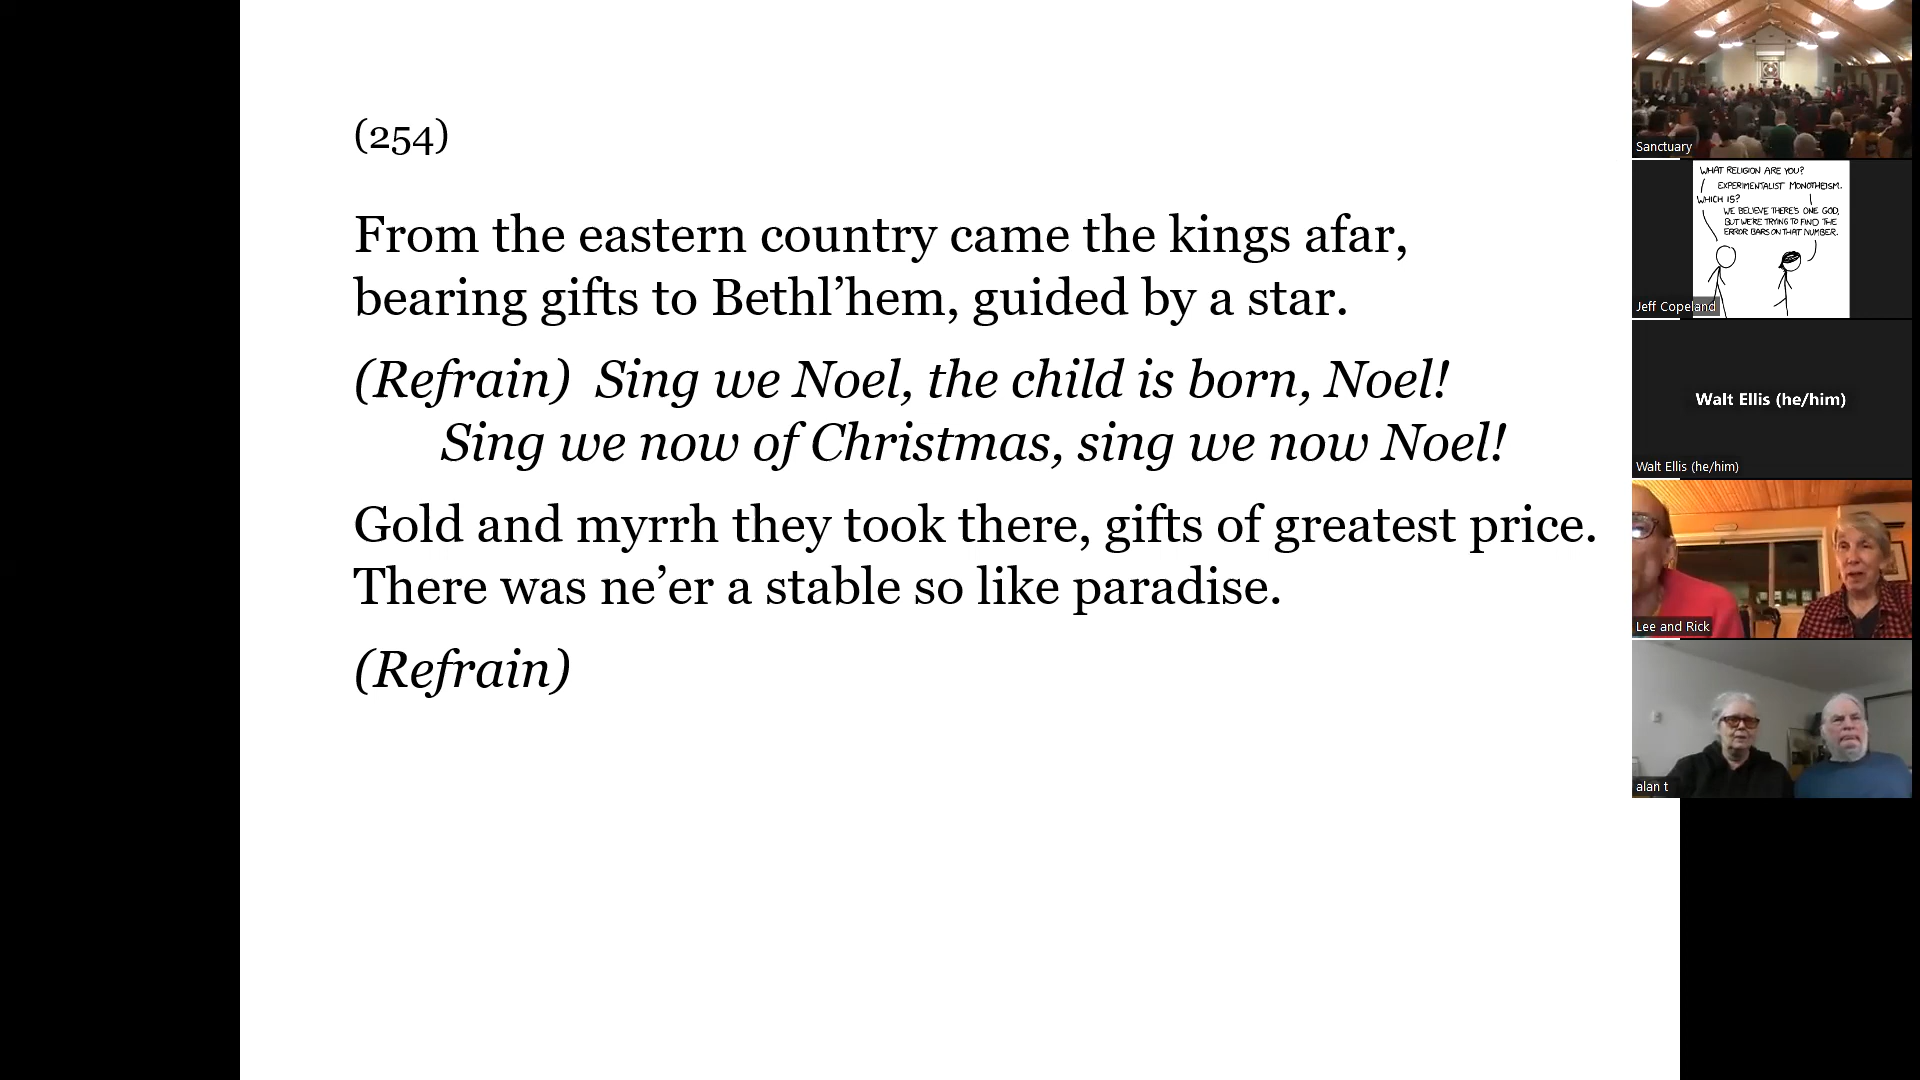 (254)
From the eastern country came the kings afar,
bearing gifts to Bethl’hem, guided by a star.
(Refrain) Sing we Noel, the child is born, Noel!
Sing we now of Christmas, sing we now Noel!
Gold and myrrh they took there, gifts of greatest price.
There was ne’er a stable so like paradise.
(Refrain)
Sanctuary
WHAT RELIGION ARE YOU?
EXPERIMENTALIST MONOTHEISM.
WHICH IS?
WE BELIEVE THERE'S ONE GOD,
BUT WE'RE TRYING TO FIND THE
ERROR BARS ON THAT NUMBER.
Jeff Copeland
Walt Ellis (he/him)
Walt Ellis (he/him)
Lee and Rick
alan t